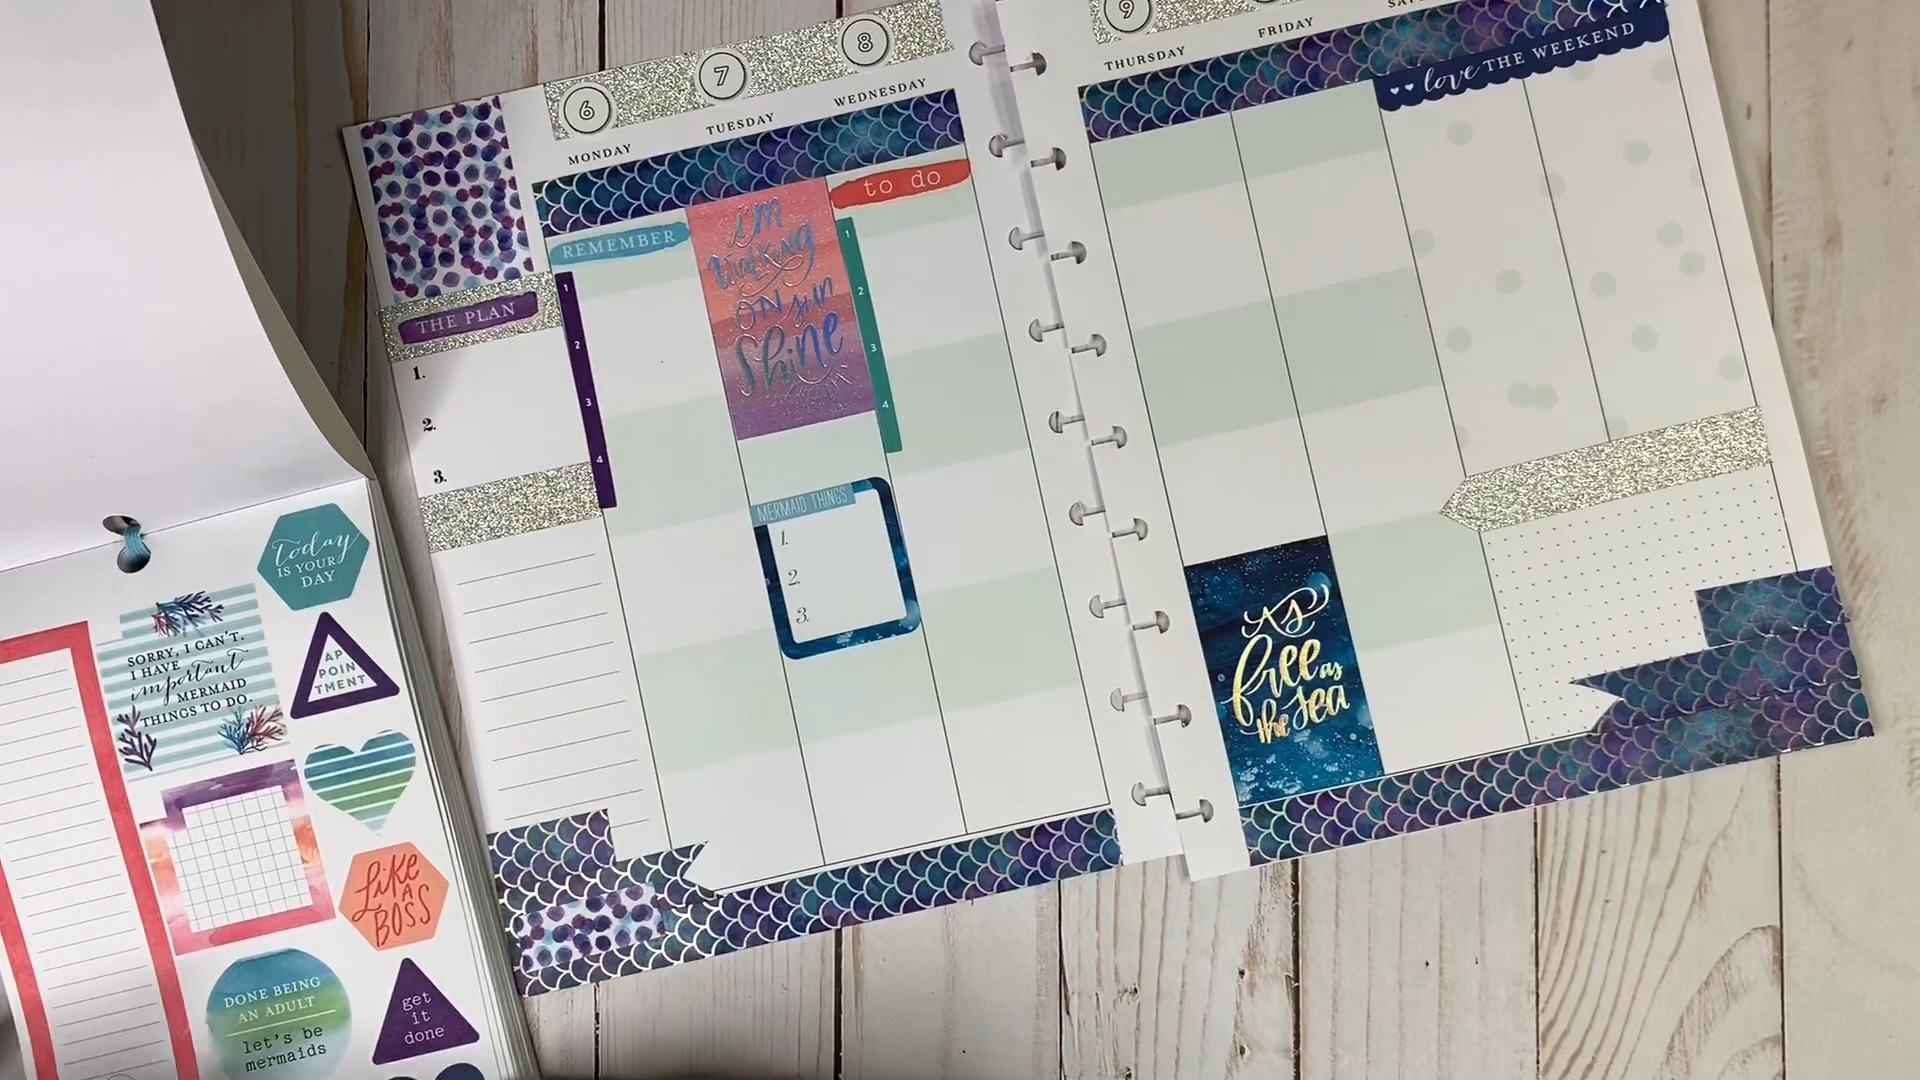 6
7
8
9
MONDAY
TUESDAY
WEDNESDAY
THURSDAY
FRIDAY
love THE WEEKEND
THE PLAN
1.
2.
3.
REMEMBER
1
2
3
4
i'm
walking
ON sun
shine
to do
1
2
3
4
MERMAID THINGS
1.
2.
3.
As
free as
the sea
today
IS YOUR
DAY
SORRY, I CAN'T.
I HAVE
important
MERMAID
THINGS TO DO.
AP
POIN
TMENT
LIKE
A
BOSS
DONE BEING
AN ADULT
let's be
mermaids
get
it
done